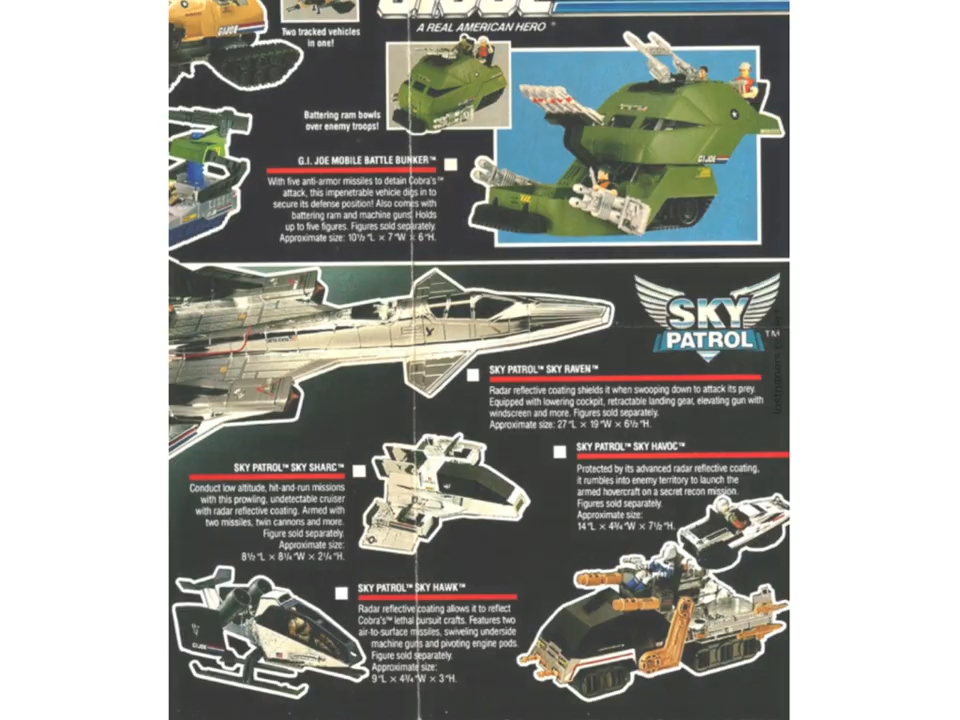 G.I. JOE
A REAL AMERICAN HERO
Two tracked vehicles
in one!
G.I.JOE
Battering ram bowls
over enemy troops!
G.I. JOE MOBILE BATTLE BUNKER™
With five anti-armor missiles to detain Cobra's™
attack, this impenetrable vehicle digs in to
secure its defense position! Also comes with
battering ram and machine guns. Holds
up to five figures. Figures sold separately.
Approximate size: 10½ "L × 7 "W × 6 "H.
G.I.JOE
SKY
PATROL™
SKY PATROL™ SKY RAVEN™
Radar reflective coating shields it when swooping down to attack its prey.
Equipped with lowering cockpit, retractable landing gear, elevating gun with
windscreen and more. Figures sold separately.
Approximate size: 27 "L × 19 "W × 6½ "H.
SKY PATROL™ SKY HAVOC™
Protected by its advanced radar reflective coating,
it rumbles into enemy territory to launch the
armed hovercraft on a secret recon mission.
Figures sold separately.
Approximate size:
14 "L × 4¾ "W × 7½ "H.
SKY PATROL™ SKY SHARC™
Conduct low altitude, hit-and-run missions
with this prowling, undetectable cruiser
with radar reflective coating. Armed with
two missiles, twin cannons and more.
Figure sold separately.
Approximate size:
8½ "L × 8¼ "W × 2¼ "H.
SKY PATROL™ SKY HAWK™
Radar reflective coating allows it to reflect
Cobra's™ lethal pursuit crafts. Features two
air-to-surface missiles, swiveling underside
machine guns and pivoting engine pods.
Figure sold separately.
Approximate size:
9 "L × 4¾ "W × 3 "H.
G.I.JOE